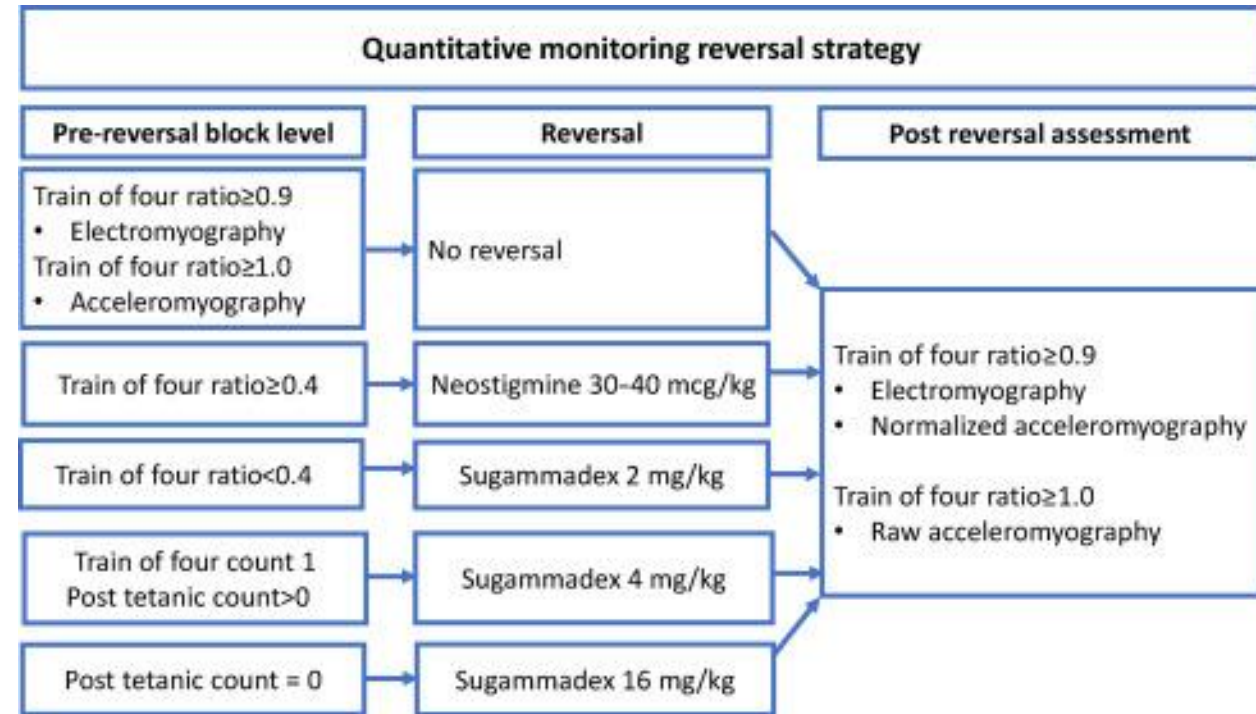 Quantitative monitoring reversal strategy
Pre-reversal block level
Reversal
Post reversal assessment
Train of four ratio≥0.9
• Electromyography
Train of four ratio≥1.0
• Acceleromyography
No reversal
Train of four ratio≥0.4
Neostigmine 30–40 mcg/kg
Train of four ratio<0.4
Sugammadex 2 mg/kg
Train of four count 1
Post tetanic count>0
Sugammadex 4 mg/kg
Post tetanic count = 0
Sugammadex 16 mg/kg
Train of four ratio≥0.9
• Electromyography
• Normalized acceleromyography
Train of four ratio≥1.0
• Raw acceleromyography